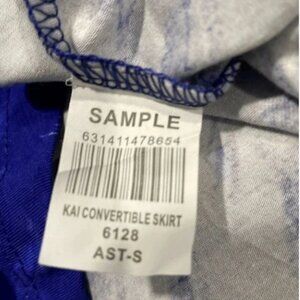 SAMPLE
631411478654
KAI CONVERTIBLE SKIRT
6128
AST-S